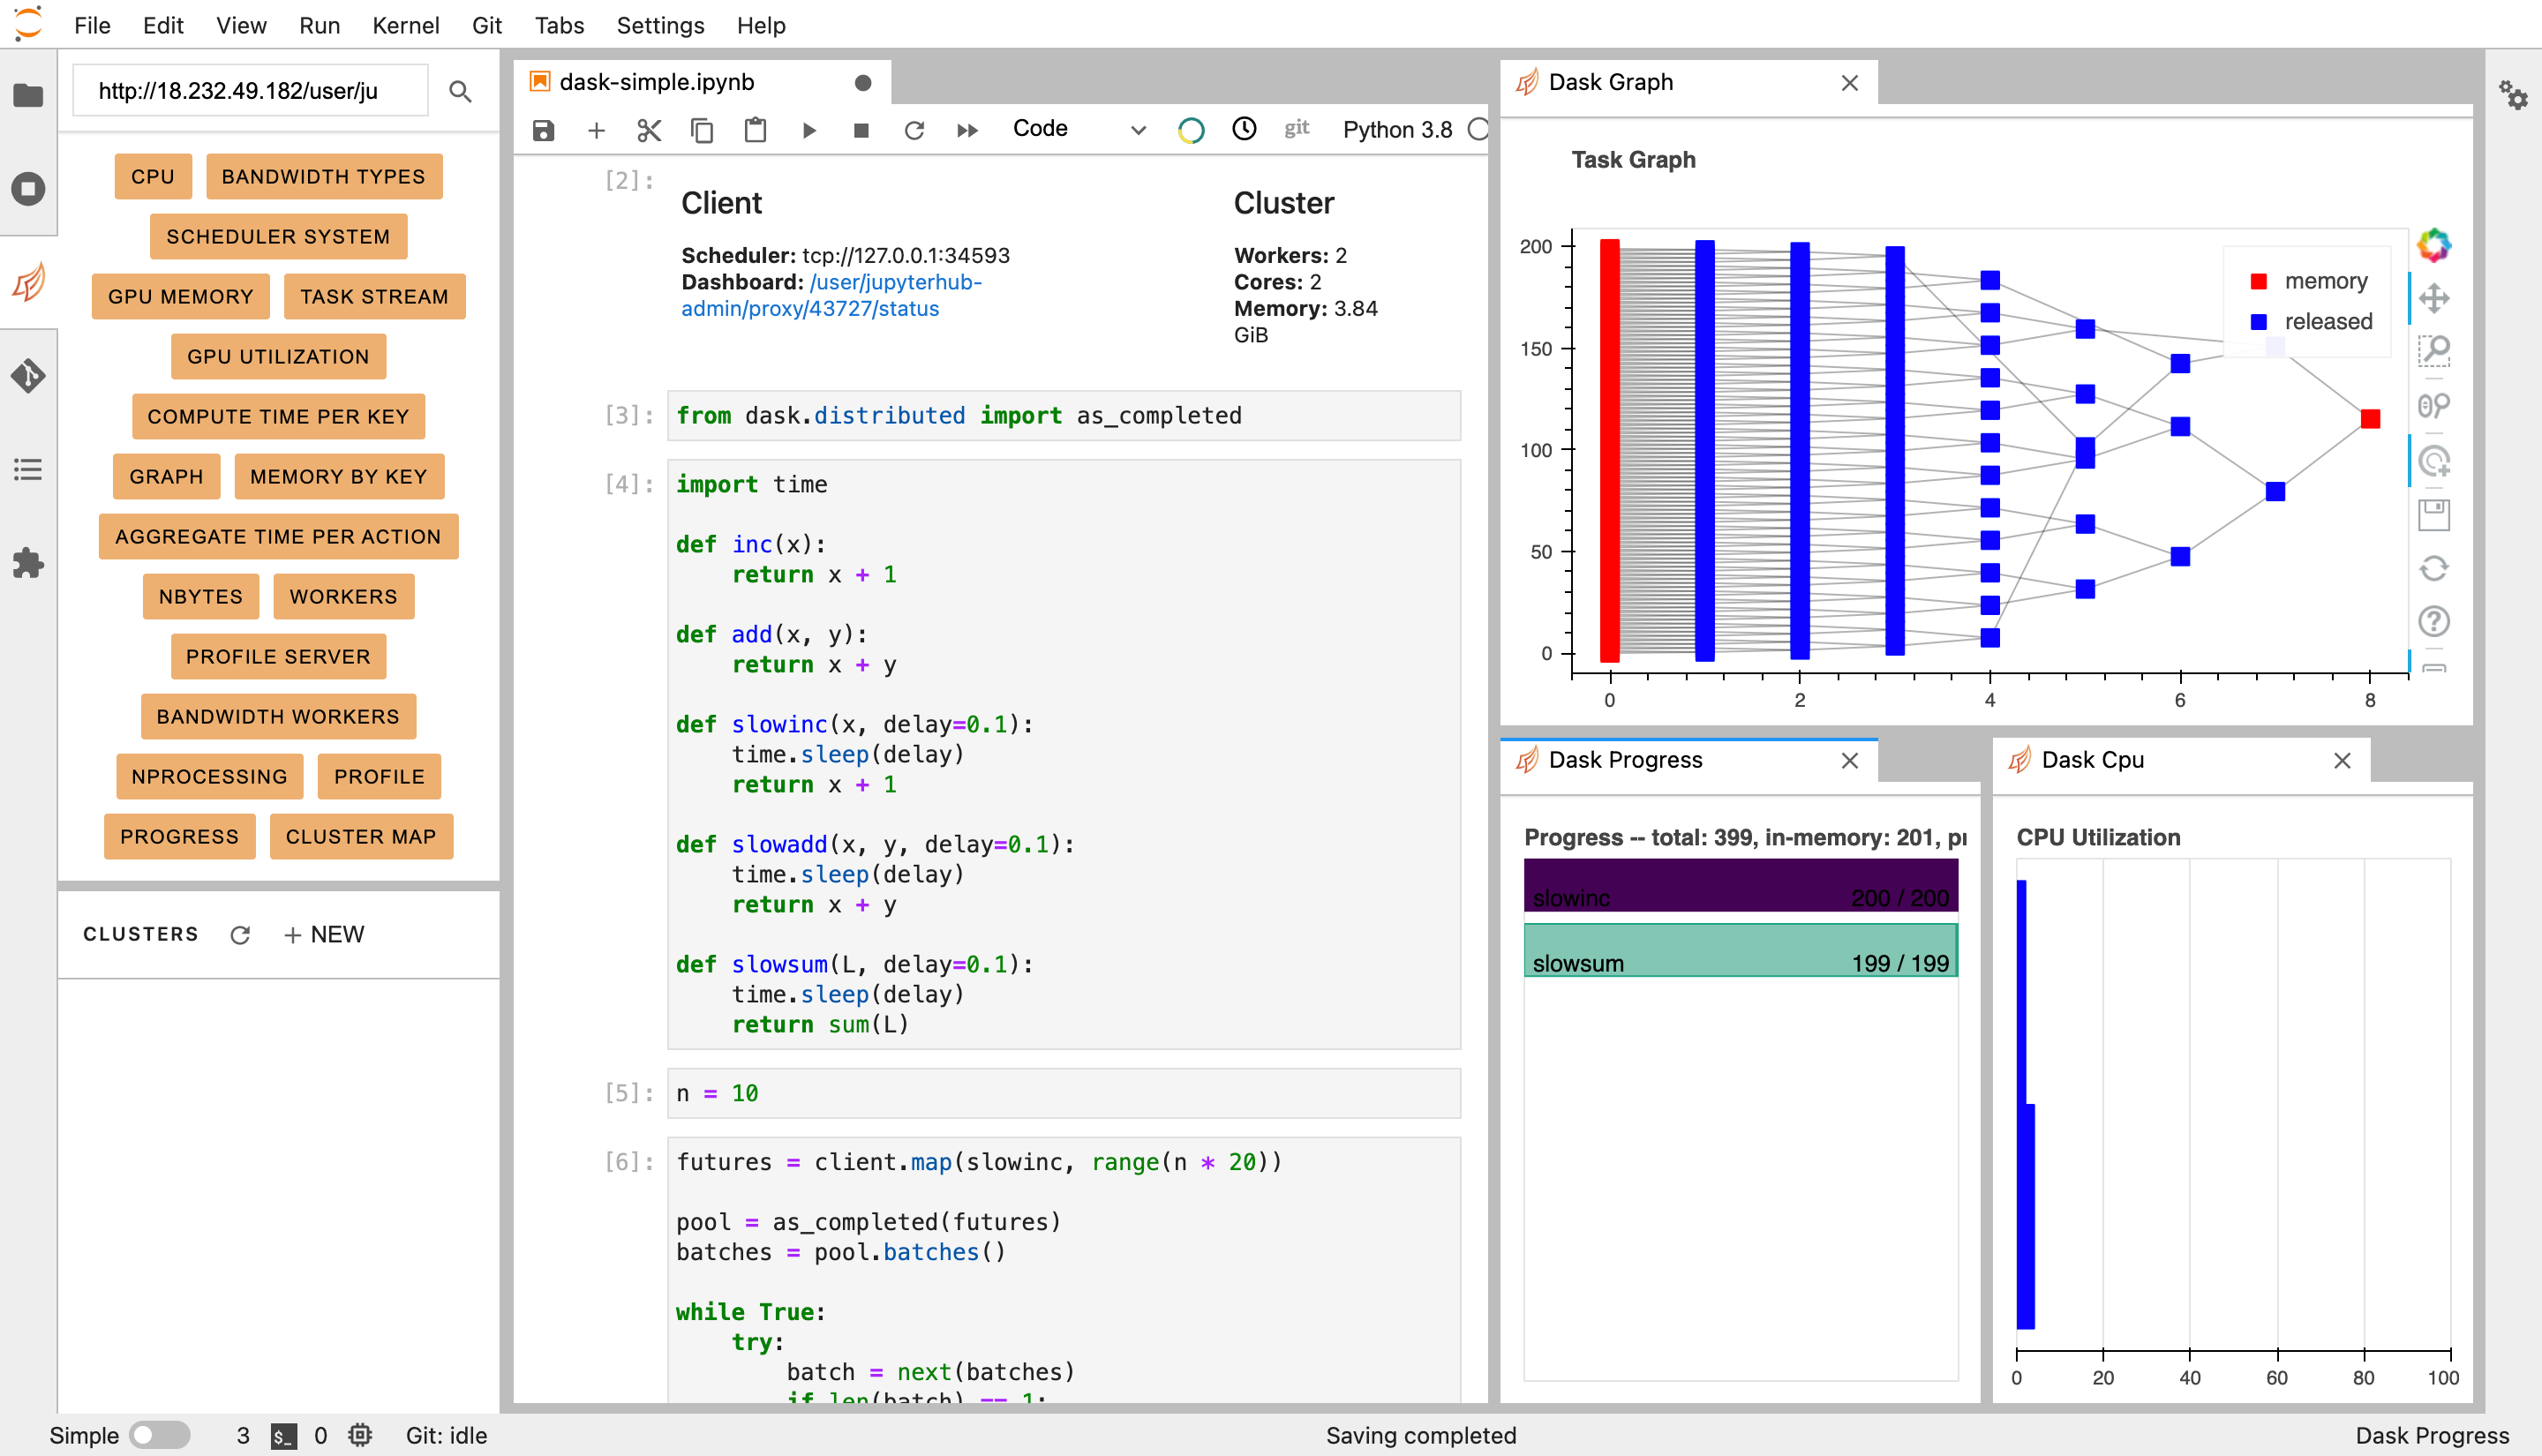 File Edit View Run Kernel Git Tabs Settings Help
http://18.232.49.182/user/ju
CPU BANDWIDTH TYPES
SCHEDULER SYSTEM
GPU MEMORY TASK STREAM
GPU UTILIZATION
COMPUTE TIME PER KEY
GRAPH MEMORY BY KEY
AGGREGATE TIME PER ACTION
NBYTES WORKERS
PROFILE SERVER
BANDWIDTH WORKERS
NPROCESSING PROFILE
PROGRESS CLUSTER MAP
CLUSTERS + NEW
dask-simple.ipynb
Code git Python 3.8
[2]:
Client
Scheduler: tcp://127.0.0.1:34593
Dashboard: /user/jupyterhub-
admin/proxy/43727/status
Cluster
Workers: 2
Cores: 2
Memory: 3.84
GiB
[3]: from dask.distributed import as_completed
[4]: import time
def inc(x):
    return x + 1
def add(x, y):
    return x + y
def slowinc(x, delay=0.1):
    time.sleep(delay)
    return x + 1
def slowadd(x, y, delay=0.1):
    time.sleep(delay)
    return x + y
def slowsum(L, delay=0.1):
    time.sleep(delay)
    return sum(L)
[5]: n = 10
[6]: futures = client.map(slowinc, range(n * 20))
pool = as_completed(futures)
batches = pool.batches()
while True:
    try:
        batch = next(batches)
        if len(batch) == 1:
Dask Graph
Task Graph
200
150
100
50
0
0 2 4 6 8
memory
released
Dask Progress
Progress -- total: 399, in-memory: 201, pr
slowinc 200 / 200
slowsum 199 / 199
Dask Cpu
CPU Utilization
0 20 40 60 80 100
Simple 3 $_ 0 Git: idle
Saving completed
Dask Progress